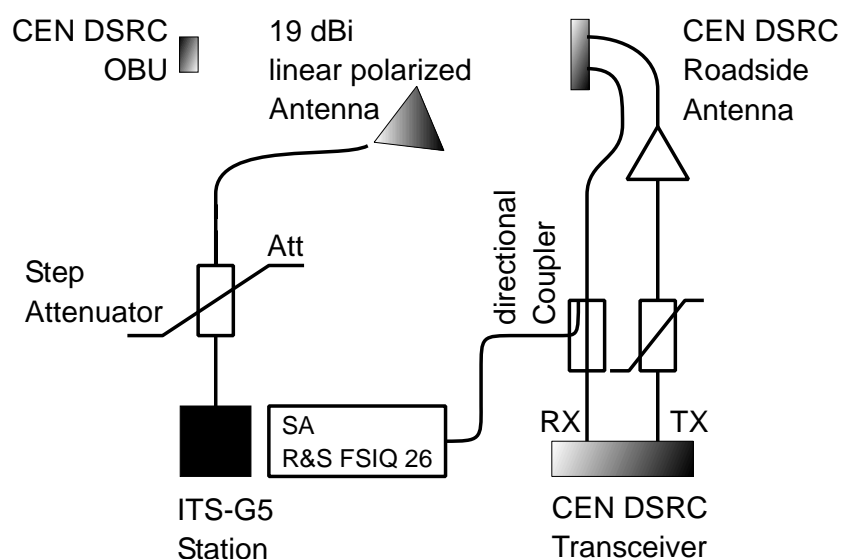 CEN DSRC
OBU
19 dBi
linear polarized
Antenna
CEN DSRC
Roadside
Antenna
Step
Attenuator
Att
directional
Coupler
RX
TX
SA
R&S FSIQ 26
ITS-G5
Station
CEN DSRC
Transceiver